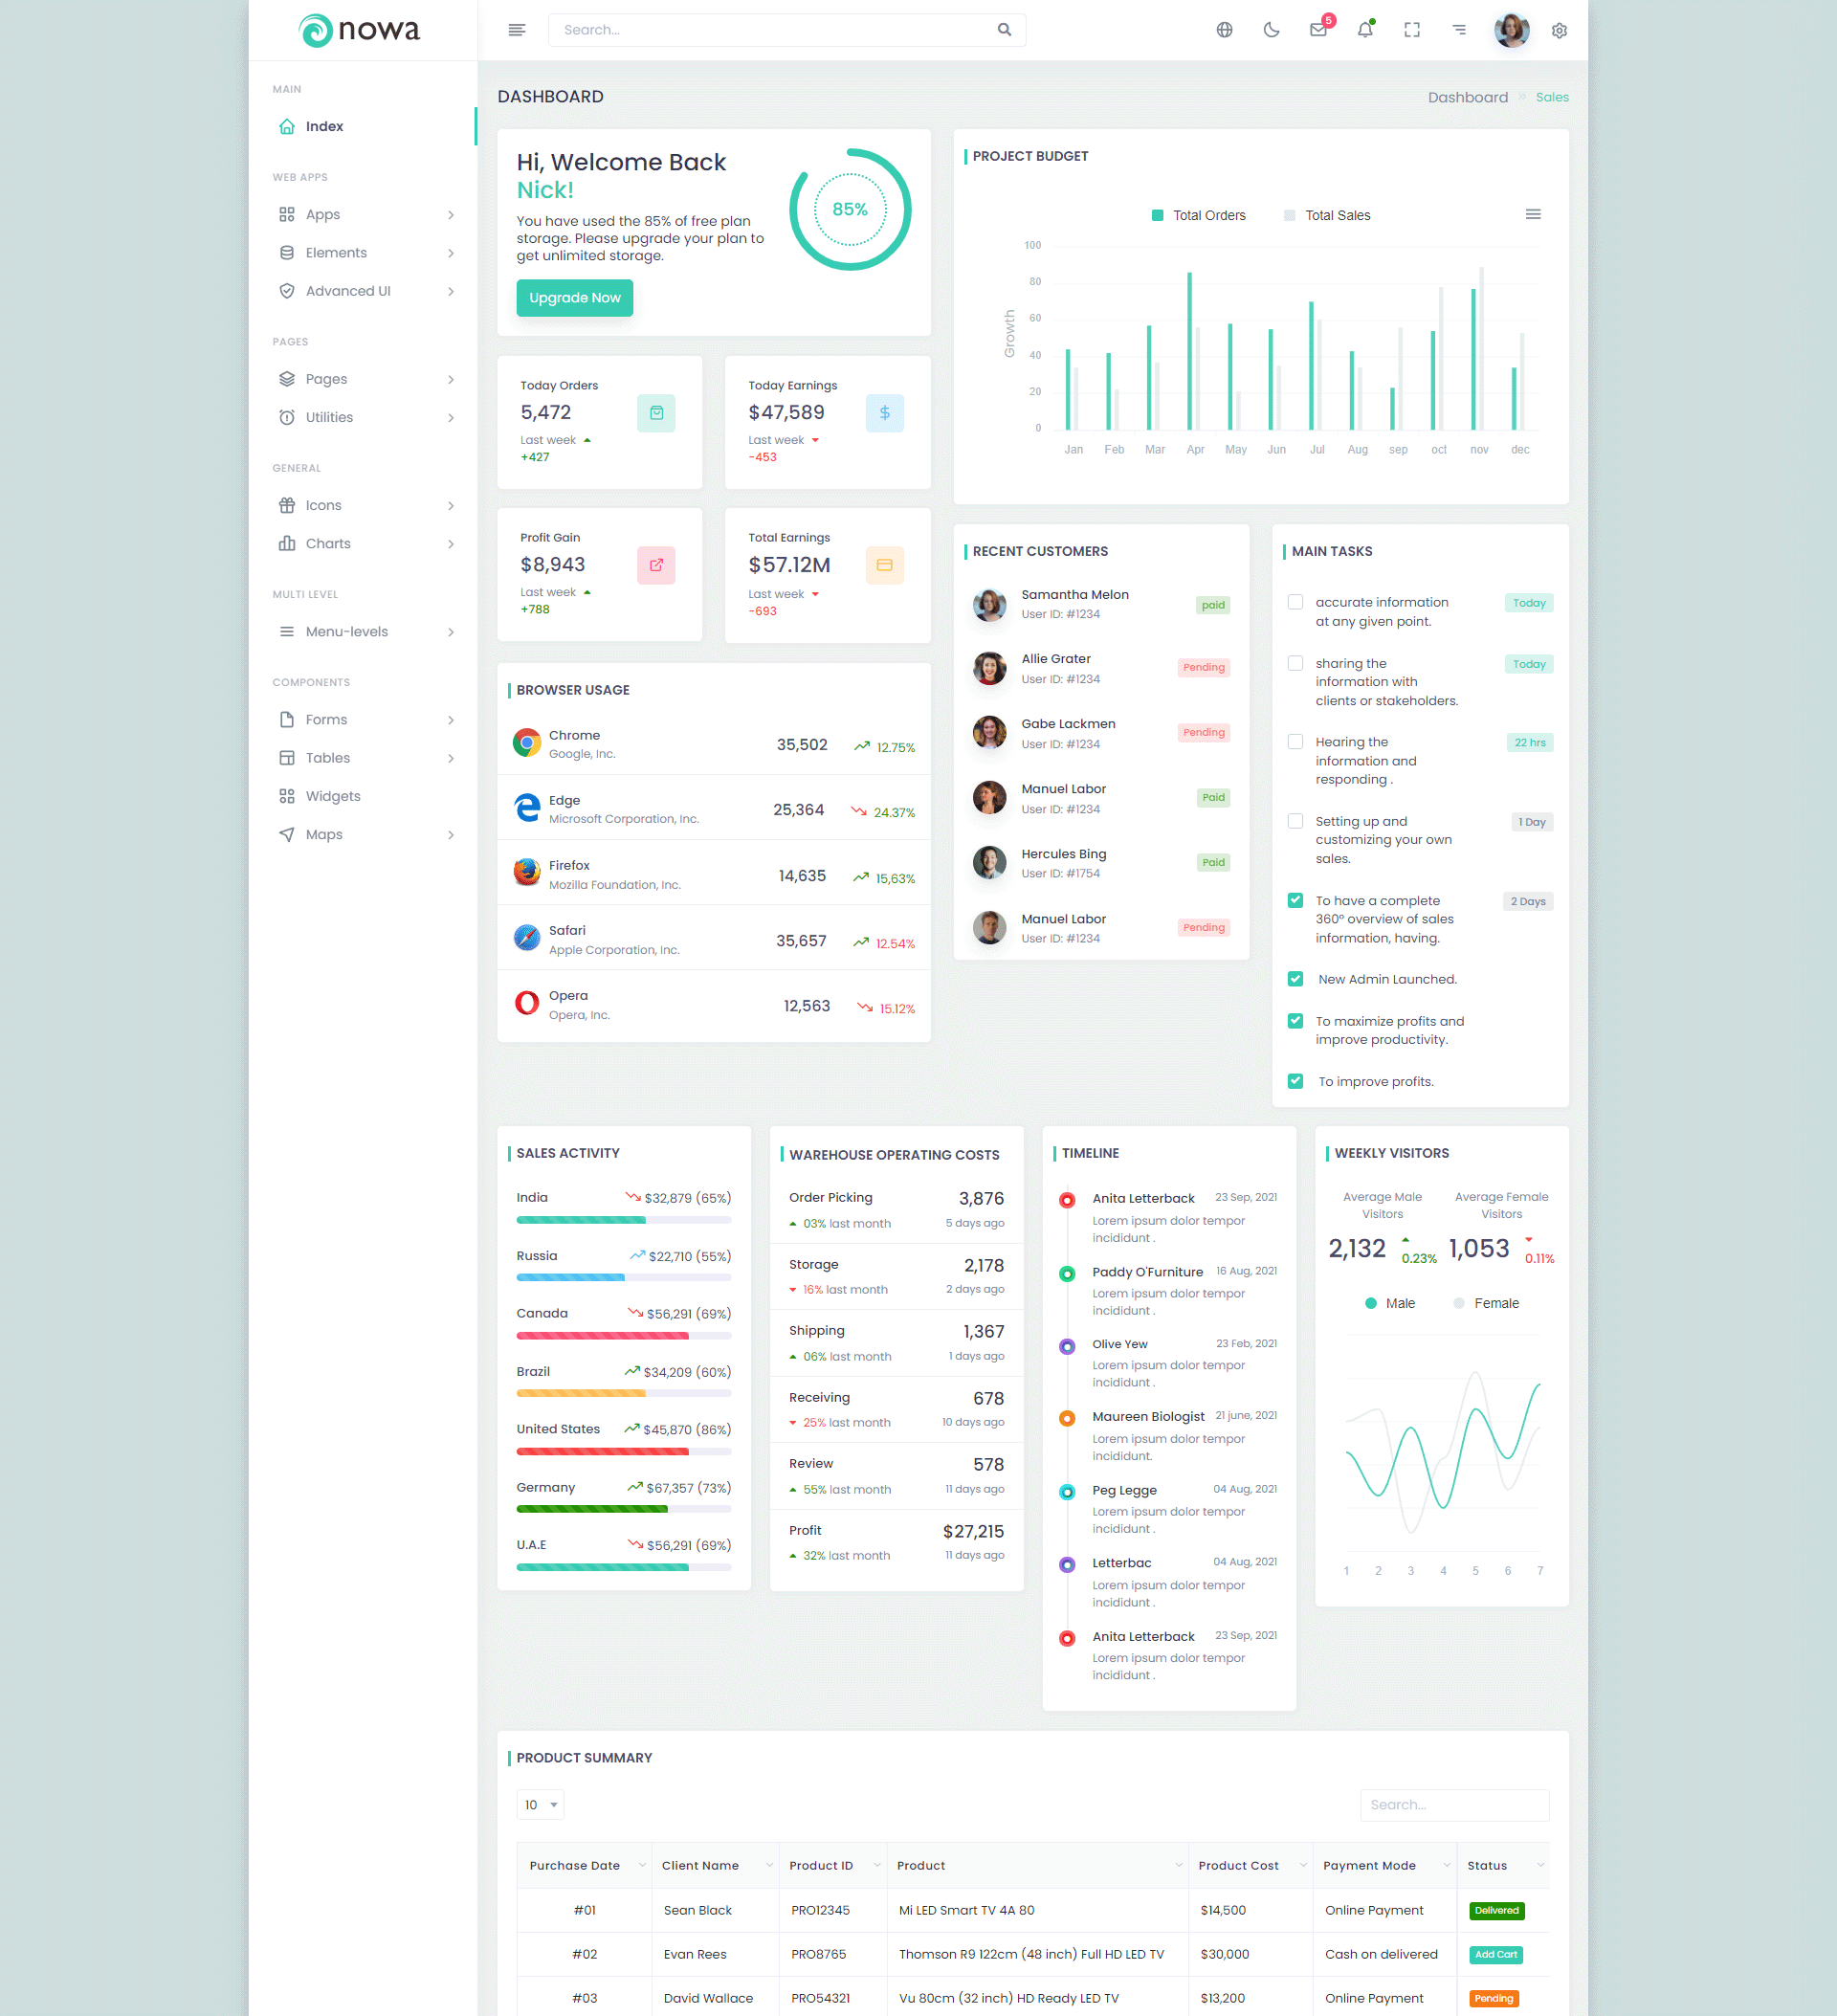 nowa
Search...
5
MAIN
Index
WEB APPS
Apps
Elements
Advanced UI
PAGES
Pages
Utilities
GENERAL
Icons
Charts
MULTI LEVEL
Menu-levels
COMPONENTS
Forms
Tables
Widgets
Maps
DASHBOARD
Dashboard » Sales
Hi, Welcome Back
Nick!
You have used the 85% of free plan
storage. Please upgrade your plan to
get unlimited storage.
Upgrade Now
85%
Today Orders
5,472
Last week
+427
Today Earnings
$47,589
Last week
-453
Profit Gain
$8,943
Last week
+788
Total Earnings
$57.12M
Last week
-693
PROJECT BUDGET
Total Orders
Total Sales
Growth
100
80
60
40
20
0
Jan Feb Mar Apr May Jun Jul Aug sep oct nov dec
BROWSER USAGE
Chrome
Google, Inc.
35,502 12.75%
Edge
Microsoft Corporation, Inc.
25,364 24.37%
Firefox
Mozilla Foundation, Inc.
14,635 15,63%
Safari
Apple Corporation, Inc.
35,657 12.54%
Opera
Opera, Inc.
12,563 15.12%
RECENT CUSTOMERS
Samantha Melon
User ID: #1234
paid
Allie Grater
User ID: #1234
Pending
Gabe Lackmen
User ID: #1234
Pending
Manuel Labor
User ID: #1234
Paid
Hercules Bing
User ID: #1754
Paid
Manuel Labor
User ID: #1234
Pending
MAIN TASKS
accurate information
at any given point.
Today
sharing the
information with
clients or stakeholders.
Today
Hearing the
information and
responding .
22 hrs
Setting up and
customizing your own
sales.
1 Day
To have a complete
360° overview of sales
information, having.
2 Days
New Admin Launched.
To maximize profits and
improve productivity.
To improve profits.
SALES ACTIVITY
India $32,879 (65%)
Russia $22,710 (55%)
Canada $56,291 (69%)
Brazil $34,209 (60%)
United States $45,870 (86%)
Germany $67,357 (73%)
U.A.E $56,291 (69%)
WAREHOUSE OPERATING COSTS
Order Picking 3,876
03% last month 5 days ago
Storage 2,178
16% last month 2 days ago
Shipping 1,367
06% last month 1 days ago
Receiving 678
25% last month 10 days ago
Review 578
55% last month 11 days ago
Profit $27,215
32% last month 11 days ago
TIMELINE
Anita Letterback 23 Sep, 2021
Lorem ipsum dolor tempor
incididunt .
Paddy O'Furniture 16 Aug, 2021
Lorem ipsum dolor tempor
incididunt .
Olive Yew 23 Feb, 2021
Lorem ipsum dolor tempor
incididunt .
Maureen Biologist 21 june, 2021
Lorem ipsum dolor tempor
incididunt.
Peg Legge 04 Aug, 2021
Lorem ipsum dolor tempor
incididunt .
Letterbac 04 Aug, 2021
Lorem ipsum dolor tempor
incididunt .
Anita Letterback 23 Sep, 2021
Lorem ipsum dolor tempor
incididunt .
WEEKLY VISITORS
Average Male
Visitors
2,132 0.23%
Average Female
Visitors
1,053 0.11%
Male
Female
1 2 3 4 5 6 7
PRODUCT SUMMARY
10
Search...
Purchase Date Client Name Product ID Product Product Cost Payment Mode Status
#01 Sean Black PRO12345 Mi LED Smart TV 4A 80 $14,500 Online Payment Delivered
#02 Evan Rees PRO8765 Thomson R9 122cm (48 inch) Full HD LED TV $30,000 Cash on delivered Add Cart
#03 David Wallace PRO54321 Vu 80cm (32 inch) HD Ready LED TV $13,200 Online Payment Pending